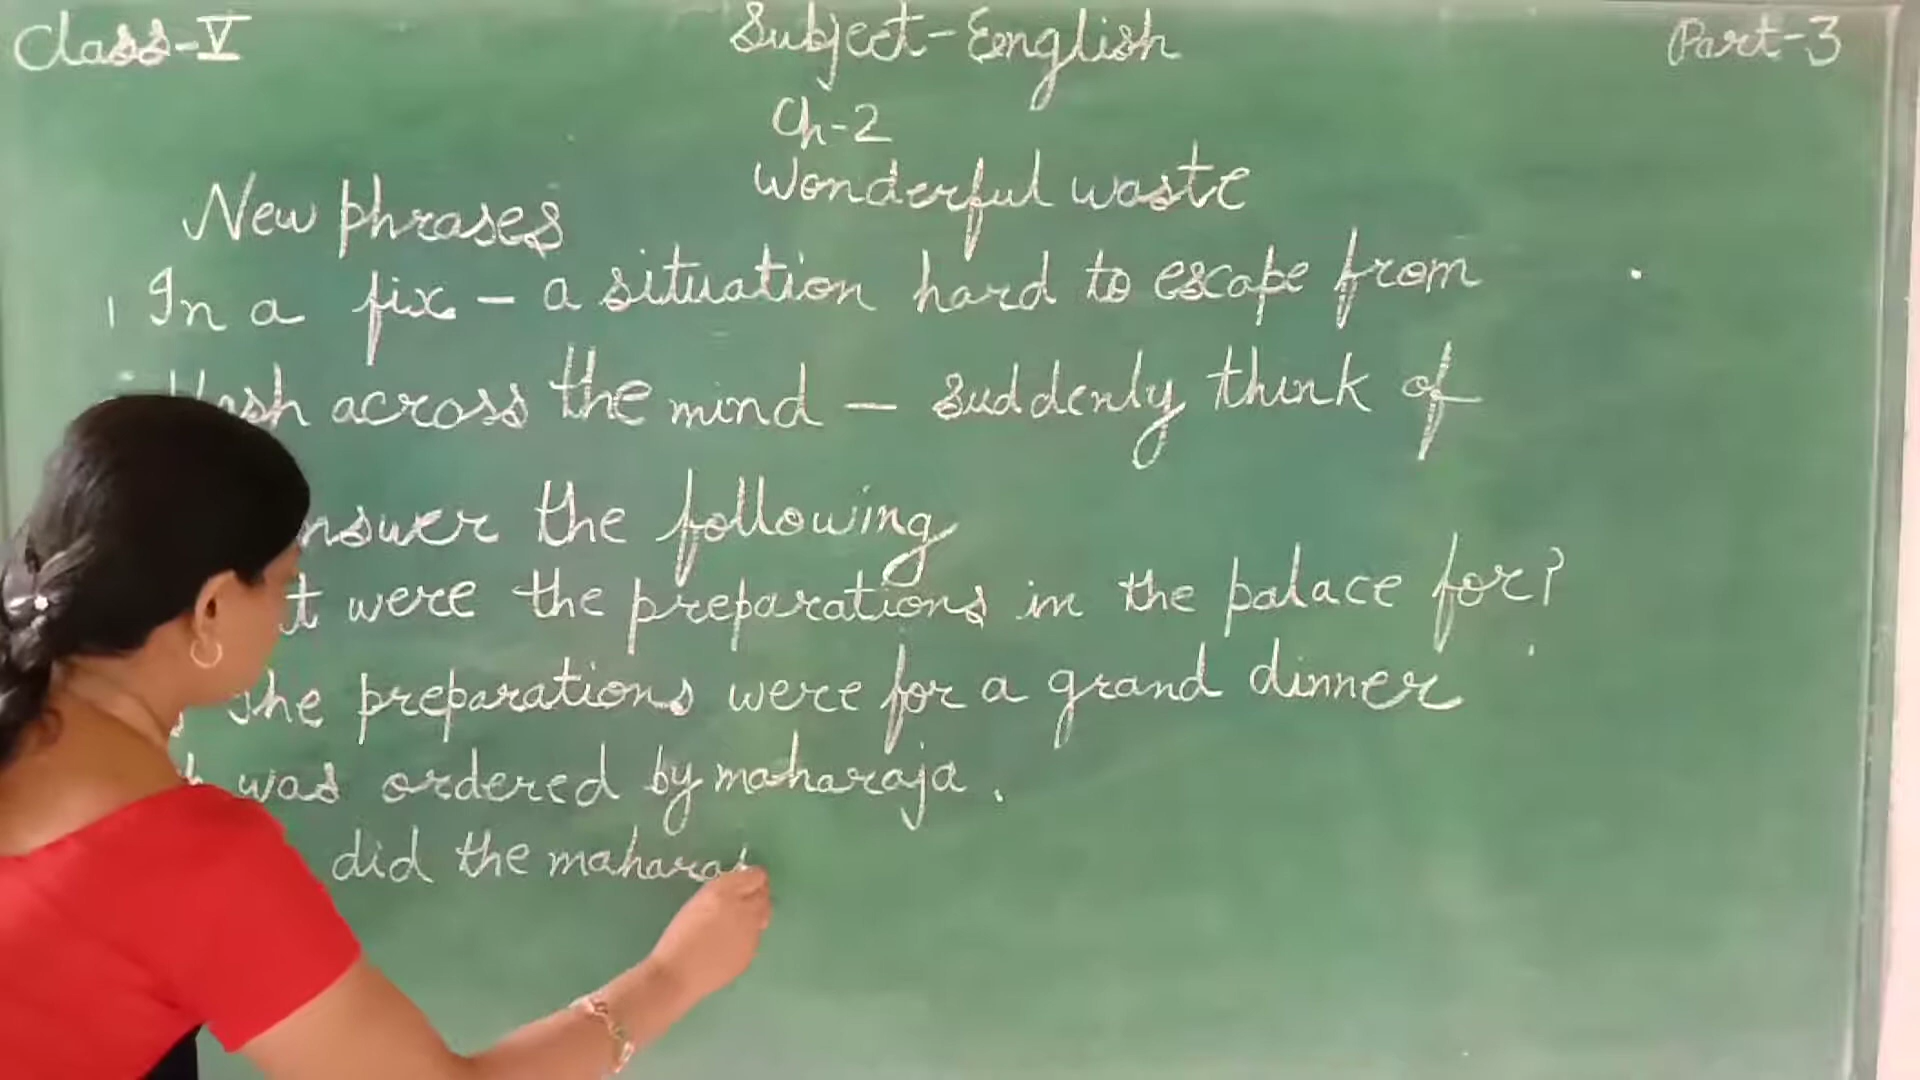 Class-V
Subject-English
Part-3
Ch-2
Wonderful waste
New phrases
1 In a fix - a situation hard to escape from
across the mind - suddenly think of
the following
were the preparations in the palace for?
The preparations were for a grand dinner
was ordered by maharaja.
did the